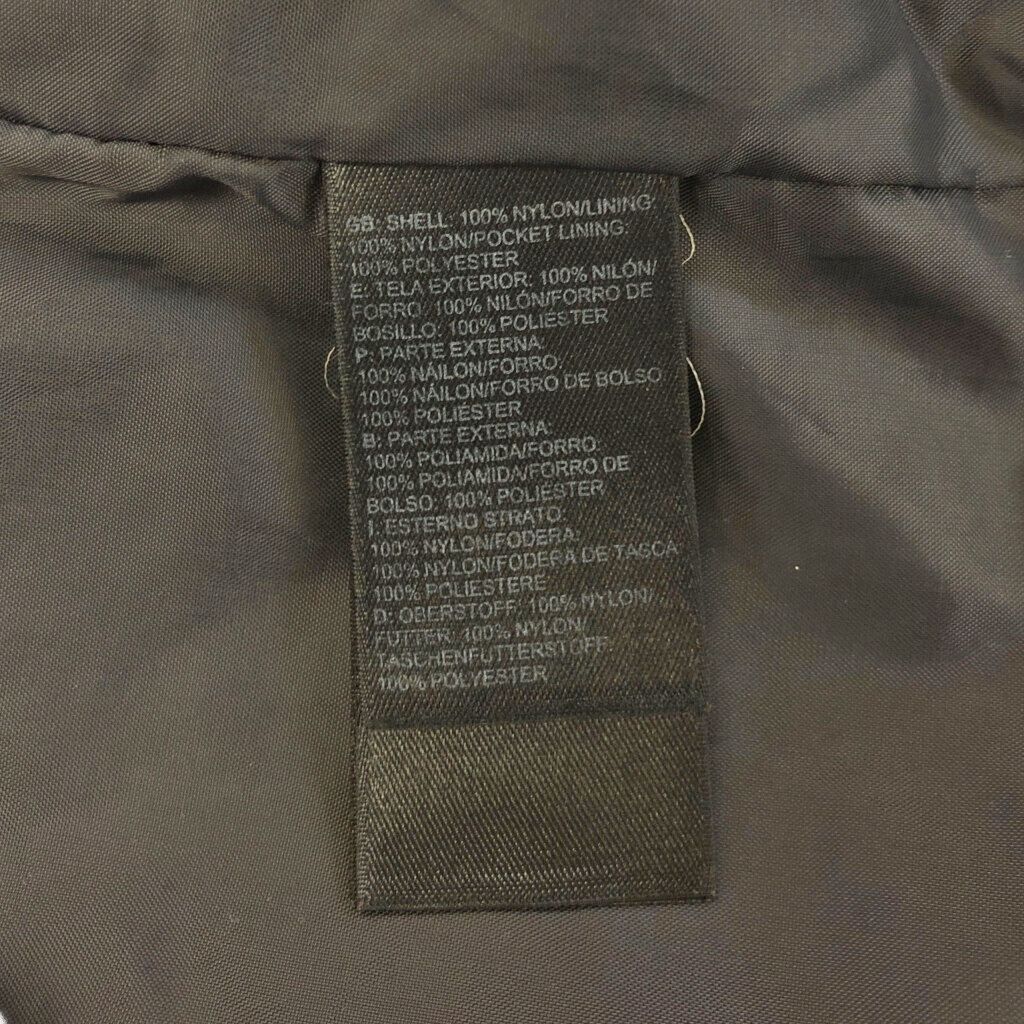 GB: SHELL: 100% NYLON/LINING:
100% NYLON/POCKET LINING:
100% POLYESTER
E: TELA EXTERIOR: 100% NILÓN/
FORRO: 100% NILÓN/FORRO DE
BOSILLO: 100% POLIÉSTER
P: PARTE EXTERNA:
100% NÁILON/FORRO:
100% NÁILON/FORRO DE BOLSO
100% POLIÉSTER
B: PARTE EXTERNA:
100% POLIAMIDA/FORRO:
100% POLIAMIDA/FORRO DE
BOLSO: 100% POLIÉSTER
I: ESTERNO STRATO:
100% NYLON/FODERA:
100% NYLON/FODERA DE TASCA
100% POLIESTERE
D: OBERSTOFF: 100% NYLON/
FUTTER: 100% NYLON/
TASCHENFUTTERSTOFF:
100% POLYESTER